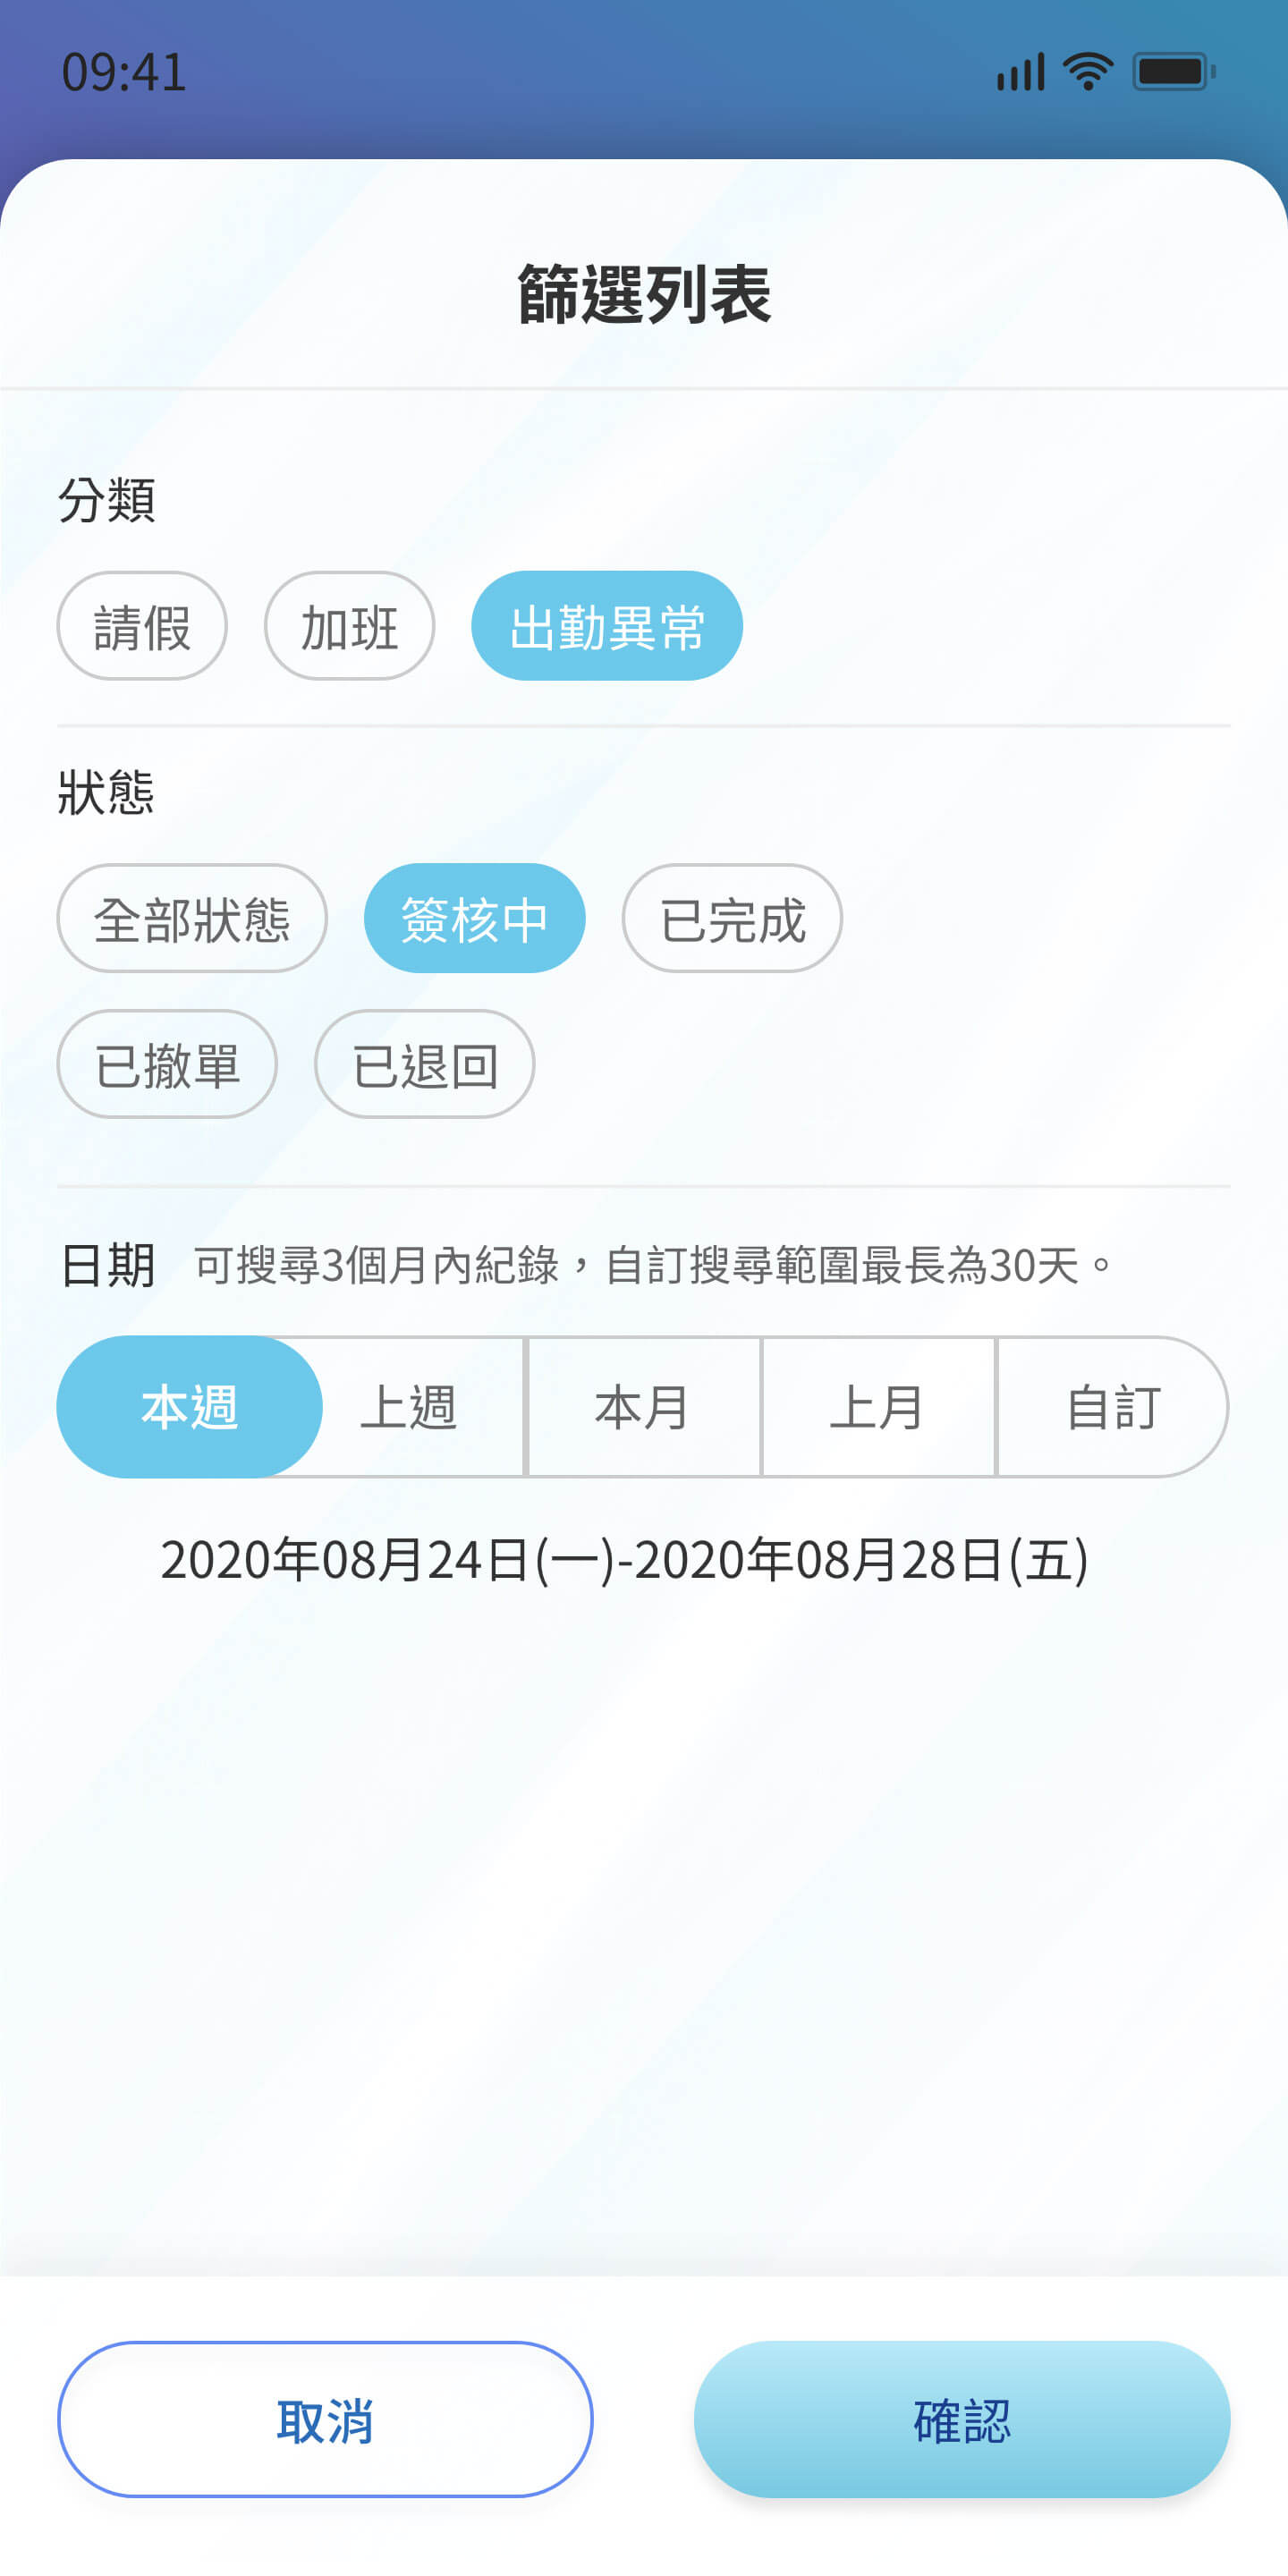 09:41
篩選列表
分類
請假 加班 出勤異常
狀態
全部狀態 簽核中 已完成
已撤單 已退回
日期 可搜尋3個月內紀錄，自訂搜尋範圍最長為30天。
本週 上週 本月 上月 自訂
2020年08月24日(一)-2020年08月28日(五)
取消 確認